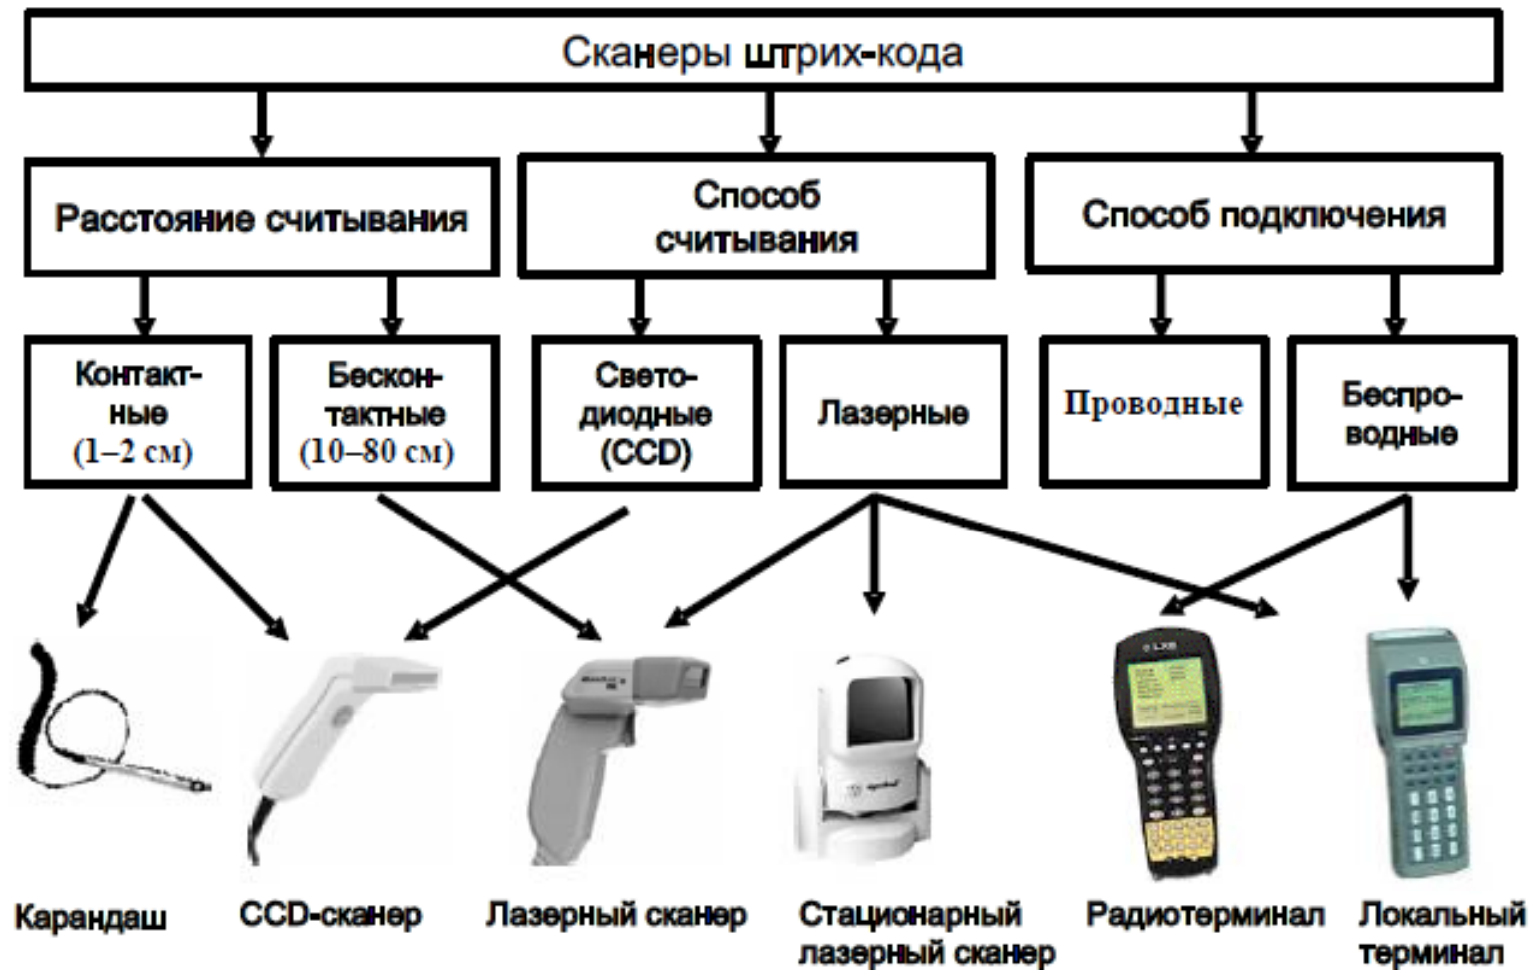 Сканеры штрих-кода
Расстояние считывания
Способ
считывания
Способ подключения
Контакт-
ные
(1–2 см)
Бескон-
тактные
(10–80 см)
Свето-
диодные
(CCD)
Лазерные
Проводные
Беспро-
водные
Карандаш
CCD-сканер
Лазерный сканер
Стационарный
лазерный сканер
Радиотерминал
Локальный
терминал